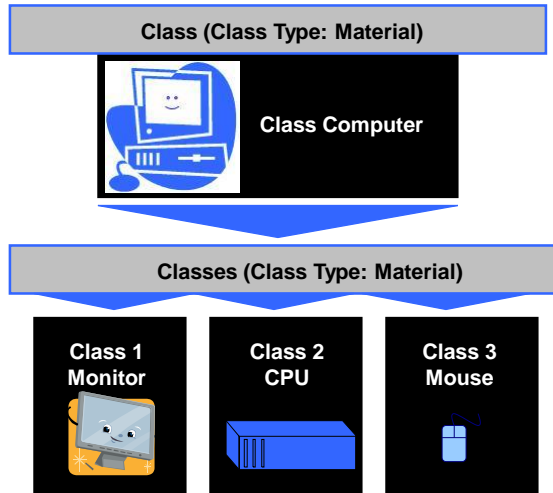 Class (Class Type: Material)
Class Computer
Classes (Class Type: Material)
Class 1
Monitor
Class 2
CPU
Class 3
Mouse